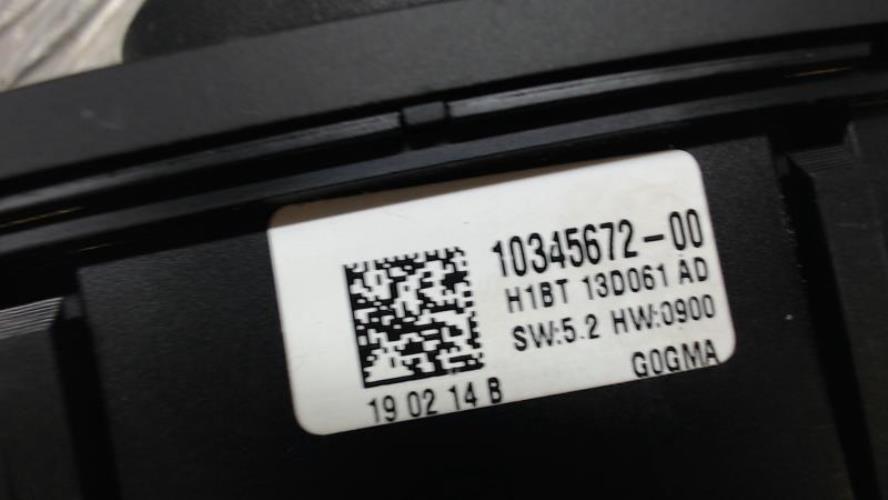 10345672-00
H1BT 13D061 AD
SW:5.2 HW:0900
G0GMA
19 02 14 B